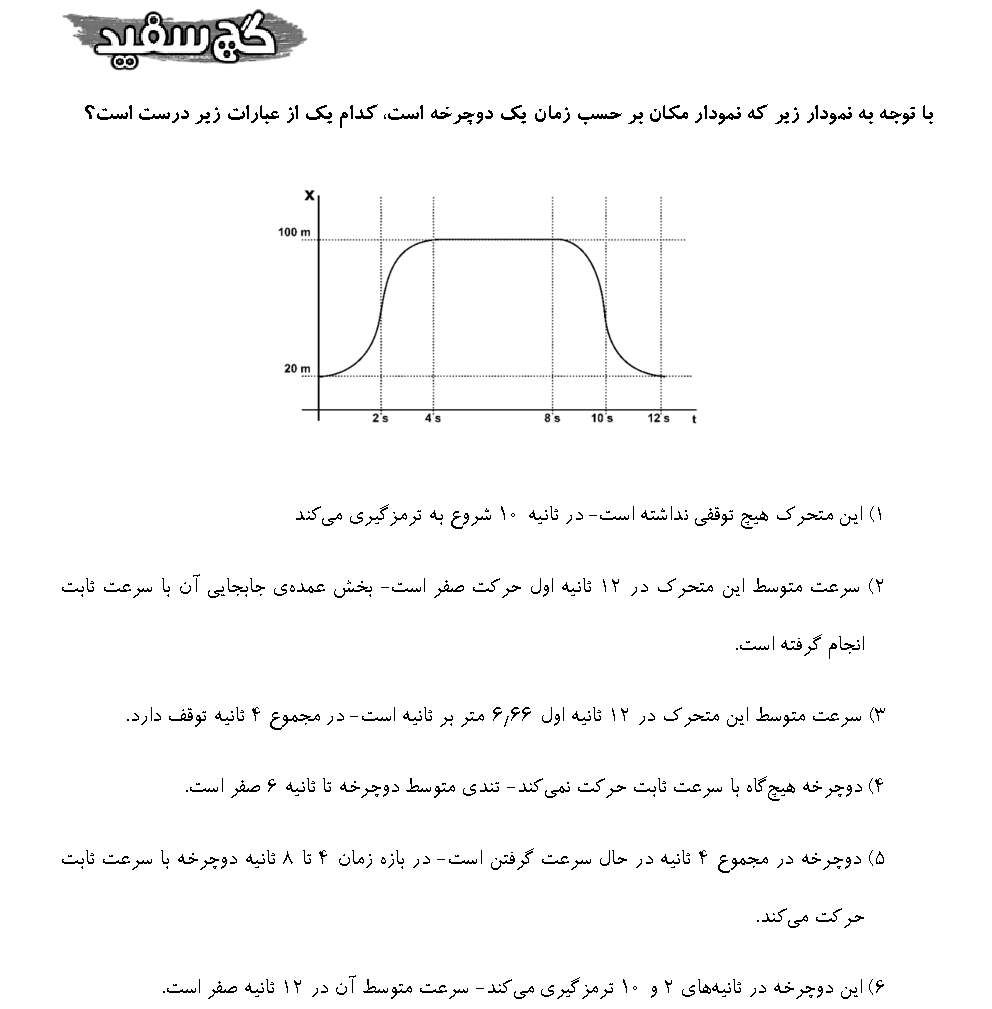 گچ سفید
با توجه به نمودار زیر که نمودار مکان بر حسب زمان یک دوچرخه است، کدام یک از عبارات زیر درست است؟
X
100 m
20 m
2 s 4 s 8 s 10 s 12 s t
۱) این متحرک هیچ توقفی نداشته است- در ثانیه ۱۰ شروع به ترمزگیری می‌کند
۲) سرعت متوسط این متحرک در ۱۲ ثانیه اول حرکت صفر است- بخش عمده‌ی جابجایی آن با سرعت ثابت
انجام گرفته است.
۳) سرعت متوسط این متحرک در ۱۲ ثانیه اول ۶٫۶۶ متر بر ثانیه است- در مجموع ۴ ثانیه توقف دارد.
۴) دوچرخه هیچ‌گاه با سرعت ثابت حرکت نمی‌کند- تندی متوسط دوچرخه تا ثانیه ۶ صفر است.
۵) دوچرخه در مجموع ۴ ثانیه در حال سرعت گرفتن است- در بازه زمان ۴ تا ۸ ثانیه دوچرخه با سرعت ثابت
حرکت می‌کند.
۶) این دوچرخه در ثانیه‌های ۲ و ۱۰ ترمزگیری می‌کند- سرعت متوسط آن در ۱۲ ثانیه صفر است.